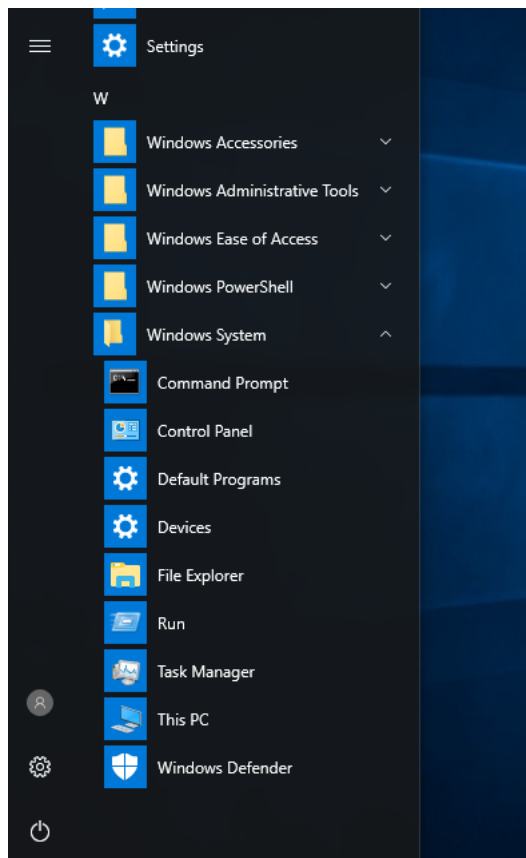 Settings
W
Windows Accessories
Windows Administrative Tools
Windows Ease of Access
Windows PowerShell
Windows System
Command Prompt
Control Panel
Default Programs
Devices
File Explorer
Run
Task Manager
This PC
Windows Defender